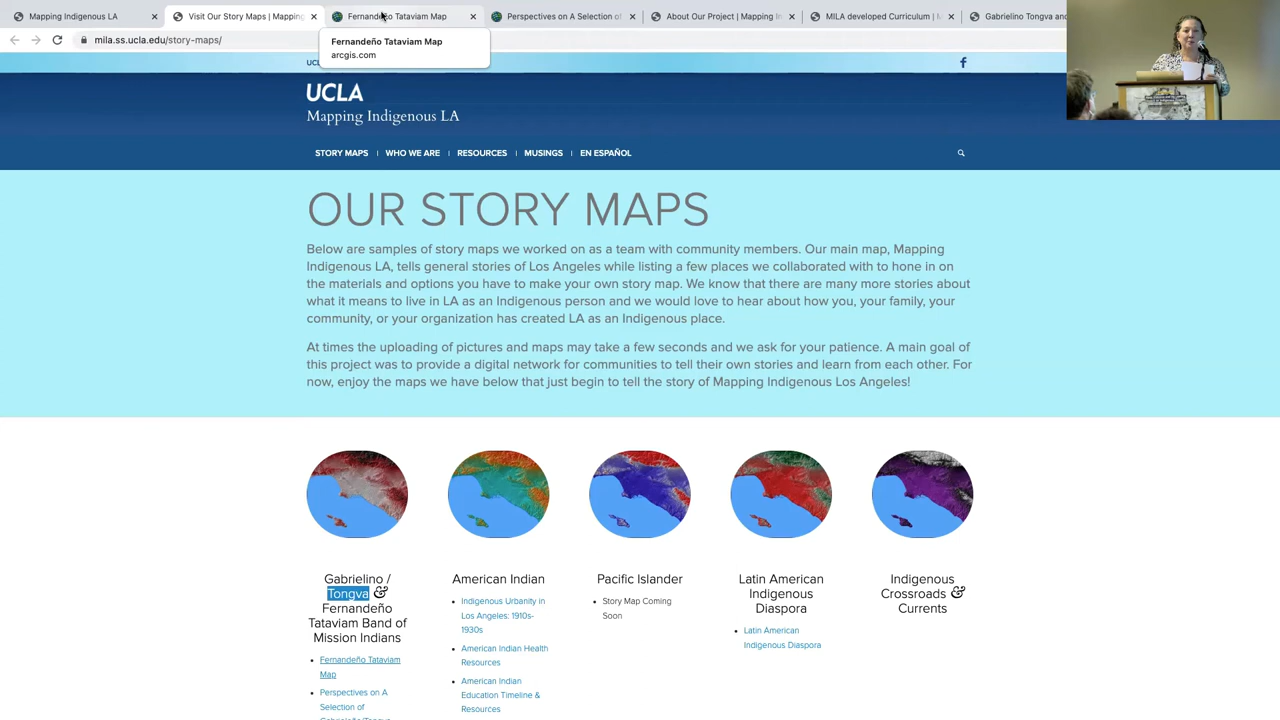 Mapping Indigenous LA
Visit Our Story Maps | Mapping
Fernandeño Tataviam Map
Perspectives on A Selection of
About Our Project | Mapping In
MILA developed Curriculum | M
Gabrielino Tongva and
mila.ss.ucla.edu/story-maps/
Fernandeño Tataviam Map
arcgis.com
UCL
UCLA
Mapping Indigenous LA
STORY MAPS | WHO WE ARE | RESOURCES | MUSINGS | EN ESPAÑOL
OUR STORY MAPS
Below are samples of story maps we worked on as a team with community members. Our main map, Mapping
Indigenous LA, tells general stories of Los Angeles while listing a few places we collaborated with to hone in on
the materials and options you have to make your own story map. We know that there are many more stories about
what it means to live in LA as an Indigenous person and we would love to hear about how you, your family, your
community, or your organization has created LA as an Indigenous place.
At times the uploading of pictures and maps may take a few seconds and we ask for your patience. A main goal of
this project was to provide a digital network for communities to tell their own stories and learn from each other. For
now, enjoy the maps we have below that just begin to tell the story of Mapping Indigenous Los Angeles!
Gabrielino /
Tongva &
Fernandeño
Tataviam Band of
Mission Indians
Fernandeño Tataviam
Map
Perspectives on A
Selection of
Gabrieleño/Tongva
American Indian
Indigenous Urbanity in
Los Angeles: 1910s-
1930s
American Indian Health
Resources
American Indian
Education Timeline &
Resources
Pacific Islander
Story Map Coming
Soon
Latin American
Indigenous
Diaspora
Latin American
Indigenous Diaspora
Indigenous
Crossroads &
Currents